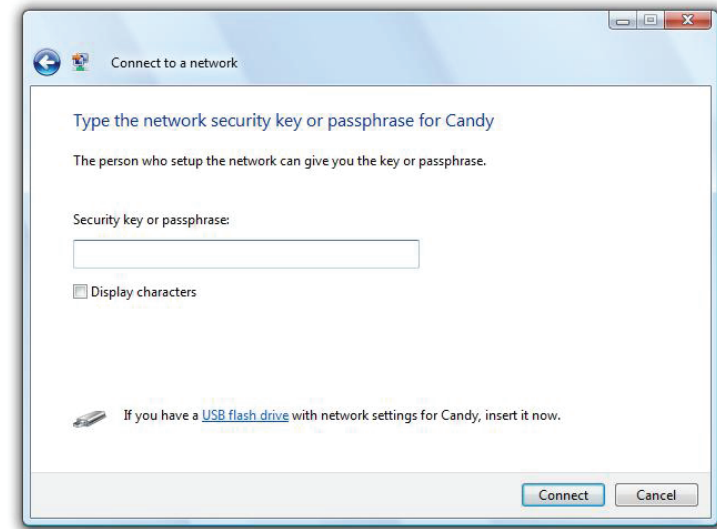 Connect to a network
Type the network security key or passphrase for Candy
The person who setup the network can give you the key or passphrase.
Security key or passphrase:
Display characters
If you have a USB flash drive with network settings for Candy, insert it now.
Connect Cancel